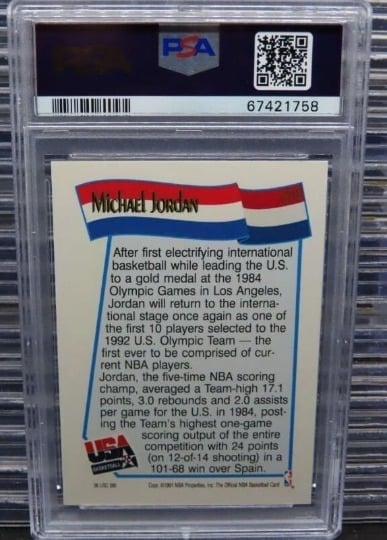 PSA
67421758
Michael Jordan
After first electrifying international
basketball while leading the U.S.
to a gold medal at the 1984
Olympic Games in Los Angeles,
Jordan will return to the interna-
tional stage once again as one of
the first 10 players selected to the
1992 U.S. Olympic Team — the
first ever to be comprised of cur-
rent NBA players.
Jordan, the five-time NBA scoring
champ, averaged a Team-high 17.1
points, 3.0 rebounds and 2.0 assists
per game for the U.S. in 1984, post-
ing the Team's highest one-game
scoring output of the entire
competition with 24 points
(on 12-of-14 shooting) in a
101-68 win over Spain.
USA
BASKETBALL
Copr. ©1991 NBA Properties, Inc. The Official NBA Basketball Card